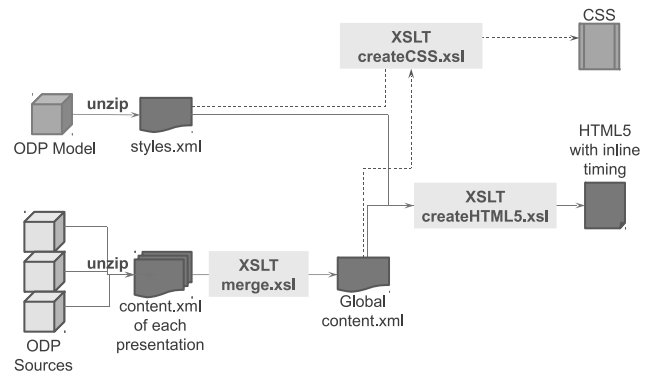 XSLT
createCSS.xsl
CSS
unzip
ODP Model
styles.xml
HTML5
with inline
timing
XSLT
createHTML5.xsl
unzip
XSLT
merge.xsl
content.xml
of each
presentation
Global
content.xml
ODP
Sources